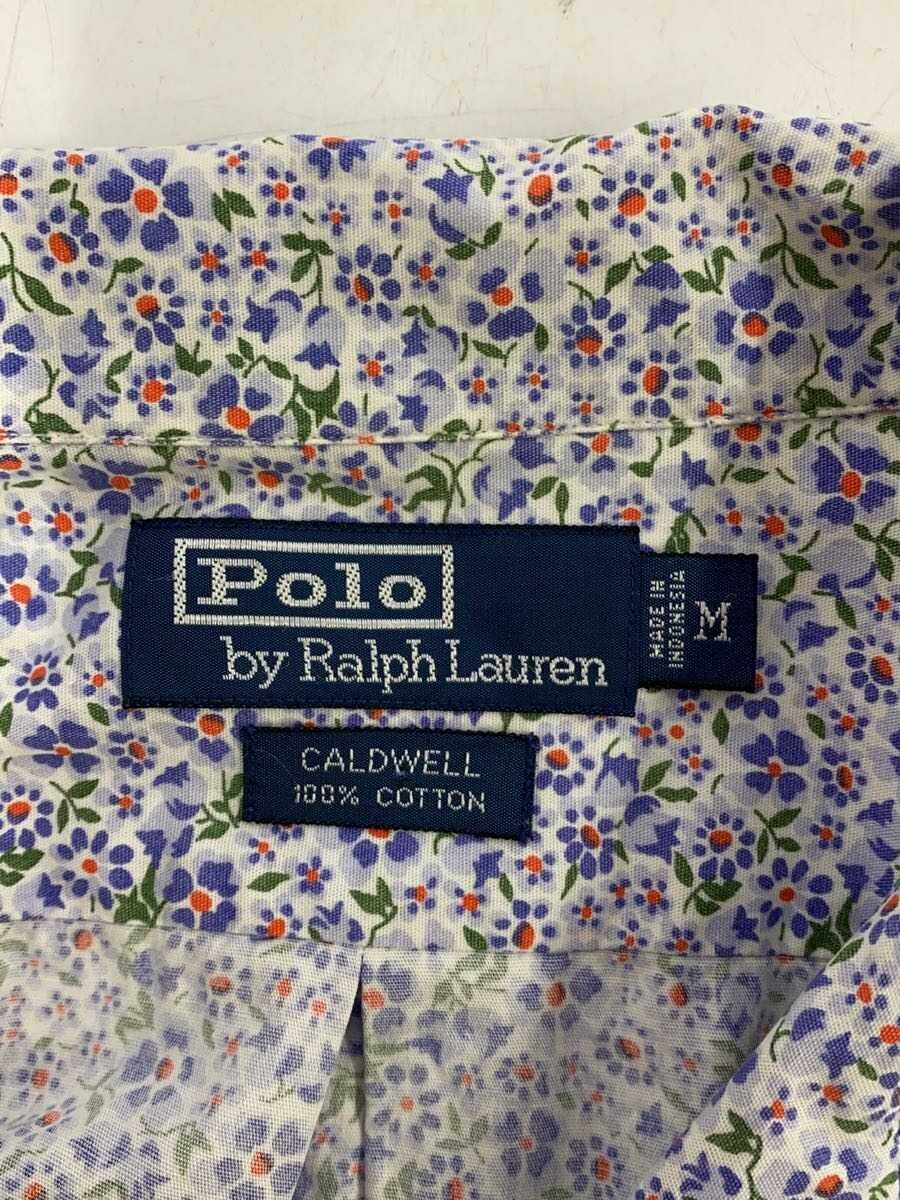 Polo
by Ralph Lauren
MADE IN
INDONESIA
M
CALDWELL
100% COTTON